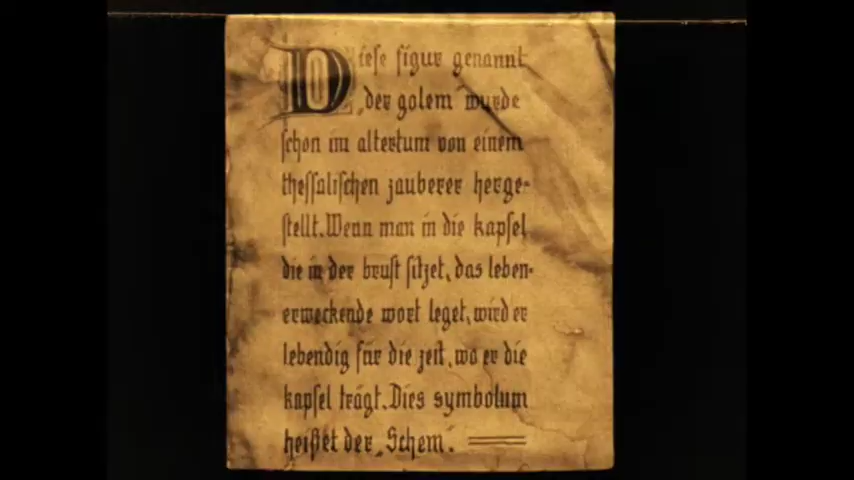 Diese figur genannt
„der golem“ wurde
schon im altertum von einem
thessalischen zauberer herge-
stellt. Wenn man in die kapsel
die in der brust sitzet, das leben-
erweckende wort leget, wird er
lebendig für die zeit, wo er die
kapsel trägt. Dies symbolum
heißet der „Schem“.